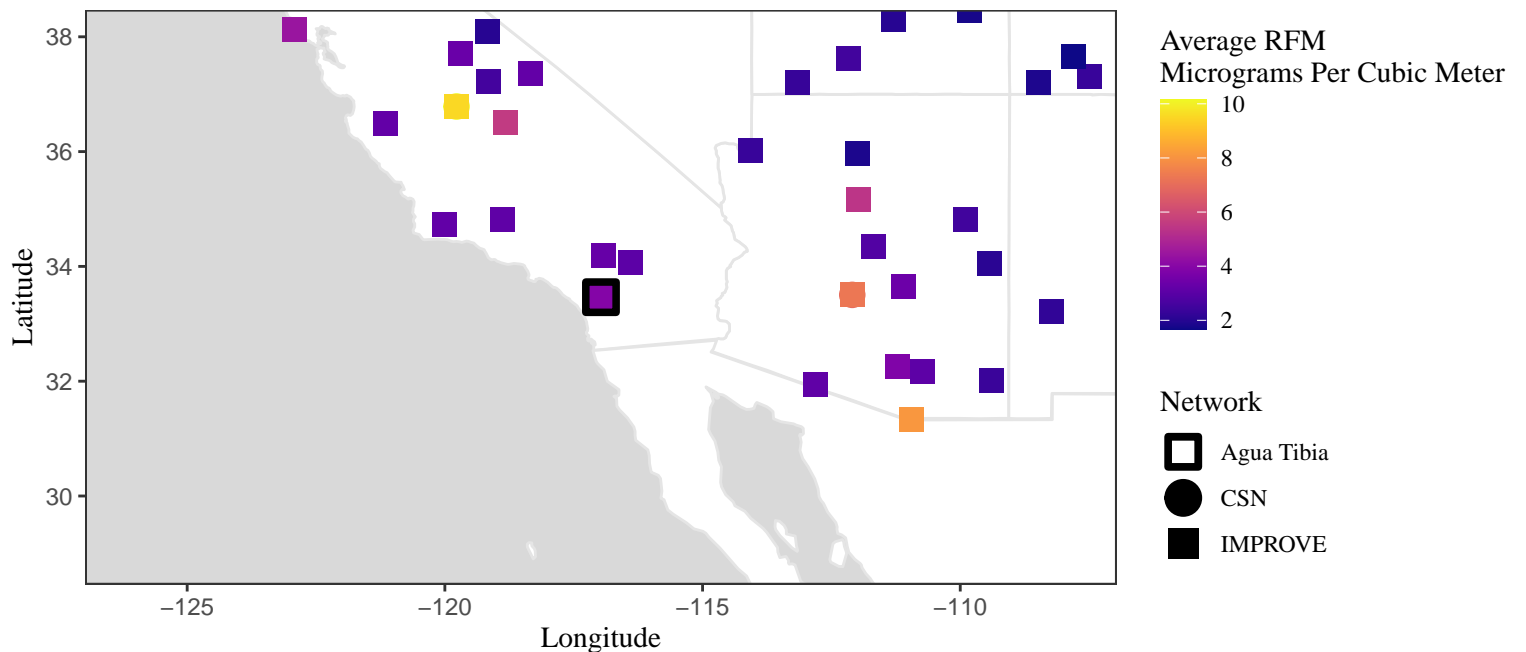 38
36
34
32
30
Latitude
−125
−120
−115
−110
Longitude
Average RFM
Micrograms Per Cubic Meter
10
8
6
4
2
Network
Agua Tibia
CSN
IMPROVE